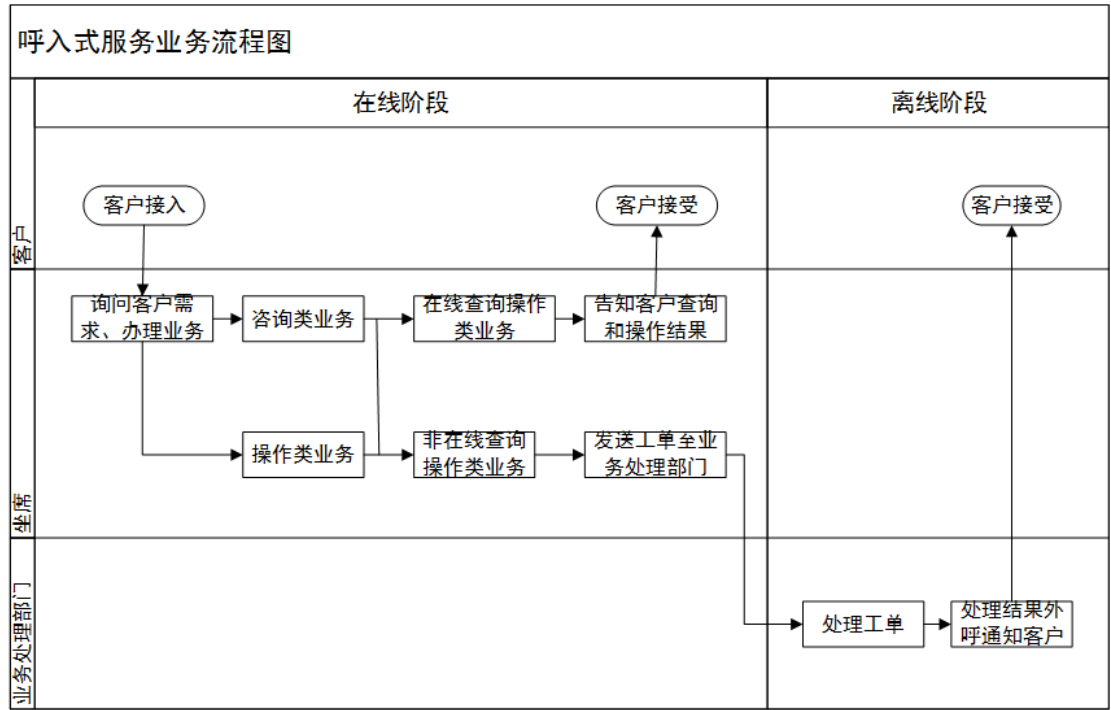 呼入式服务业务流程图
在线阶段
离线阶段
客户
客户接入
客户接受
客户接受
坐席
询问客户需
求、办理业务
咨询类业务
在线查询操作
类业务
告知客户查询
和操作结果
操作类业务
非在线查询
操作类业务
发送工单至业
务处理部门
业务处理部门
处理工单
处理结果外
呼通知客户